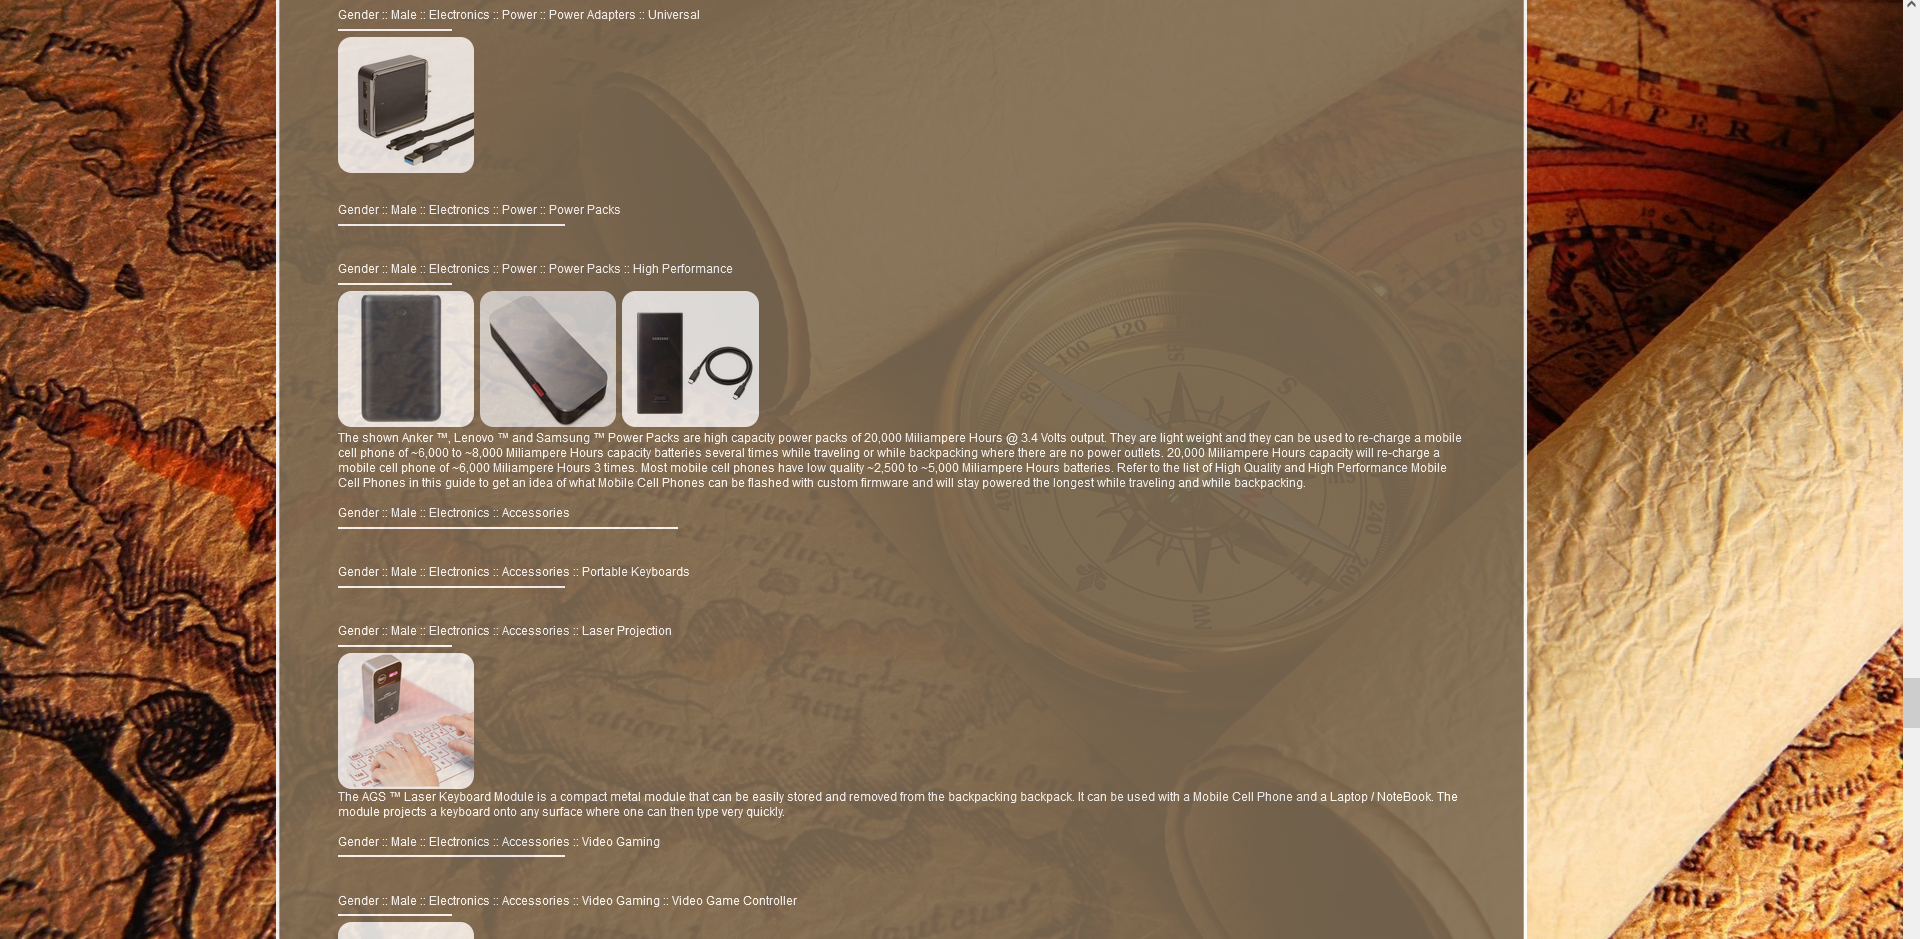 Gender :: Male :: Electronics :: Power :: Power Adapters :: Universal
Gender :: Male :: Electronics :: Power :: Power Packs
Gender :: Male :: Electronics :: Power :: Power Packs :: High Performance
SAMSUNG
The shown Anker ™, Lenovo ™ and Samsung ™ Power Packs are high capacity power packs of 20,000 Miliampere Hours @ 3.4 Volts output. They are light weight and they can be used to re-charge a mobile
cell phone of ~6,000 to ~8,000 Miliampere Hours capacity batteries several times while traveling or while backpacking where there are no power outlets. 20,000 Miliampere Hours capacity will re-charge a
mobile cell phone of ~6,000 Miliampere Hours 3 times. Most mobile cell phones have low quality ~2,500 to ~5,000 Miliampere Hours batteries. Refer to the list of High Quality and High Performance Mobile
Cell Phones in this guide to get an idea of what Mobile Cell Phones can be flashed with custom firmware and will stay powered the longest while traveling and while backpacking.
Gender :: Male :: Electronics :: Accessories
Gender :: Male :: Electronics :: Accessories :: Portable Keyboards
Gender :: Male :: Electronics :: Accessories :: Laser Projection
The AGS ™ Laser Keyboard Module is a compact metal module that can be easily stored and removed from the backpacking backpack. It can be used with a Mobile Cell Phone and a Laptop / NoteBook. The
module projects a keyboard onto any surface where one can then type very quickly.
Gender :: Male :: Electronics :: Accessories :: Video Gaming
Gender :: Male :: Electronics :: Accessories :: Video Gaming :: Video Game Controller
TEMPERA
80 100 120
SE
S
240
260
NW
40